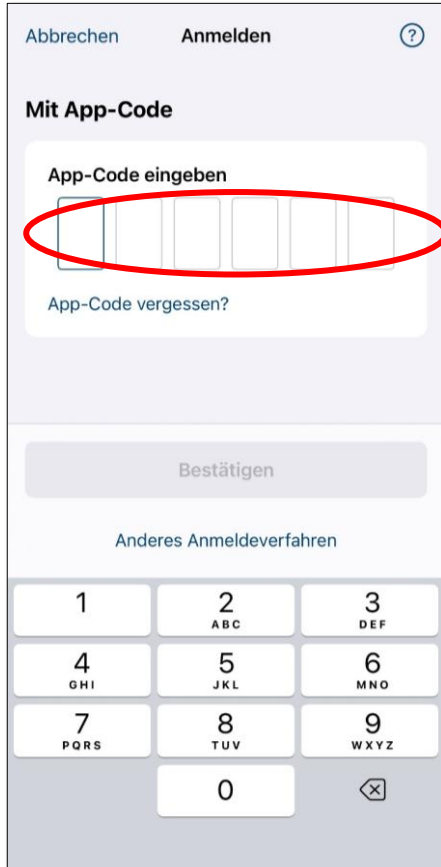 Abbrechen Anmelden ?
Mit App-Code
App-Code eingeben
App-Code vergessen?
Bestätigen
Anderes Anmeldeverfahren
1 2 3
ABC DEF
4 5 6
GHI JKL MNO
7 8 9
PQRS TUV WXYZ
0